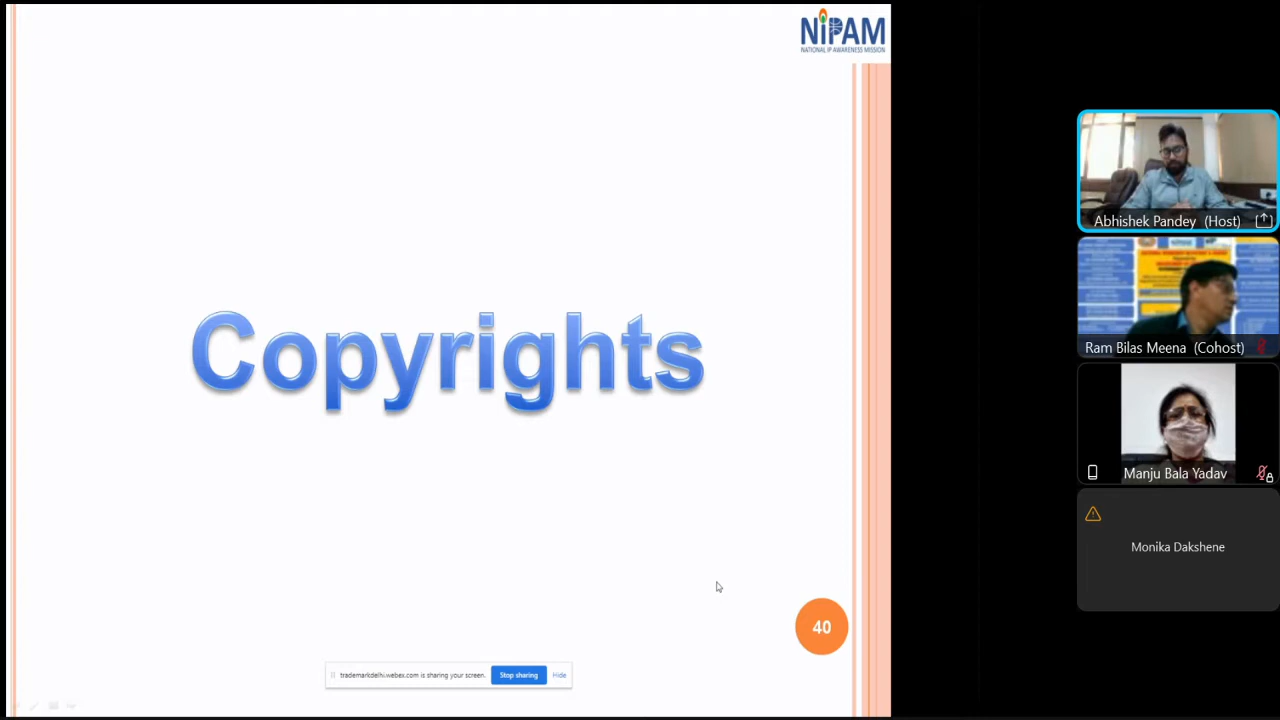 NiPAM
NATIONAL IP AWARENESS MISSION
Copyrights
40
trademarkdelhi.webex.com is sharing your screen.
Stop sharing
Hide
Abhishek Pandey (Host)
Ram Bilas Meena (Cohost)
Manju Bala Yadav
Monika Dakshene